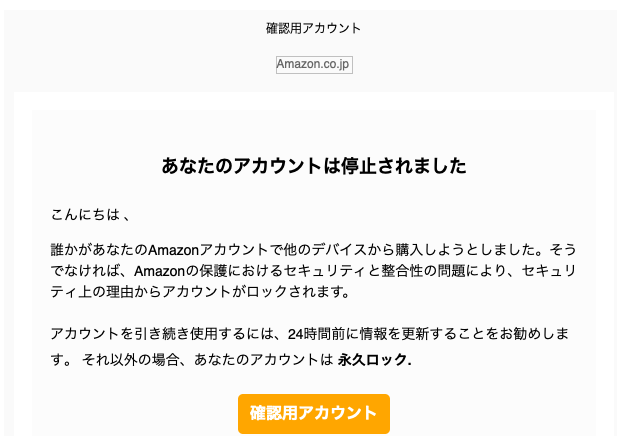 確認用アカウント
Amazon.co.jp
あなたのアカウントは停止されました
こんにちは 、
誰かがあなたのAmazonアカウントで他のデバイスから購入しようとしました。そう
でなければ、Amazonの保護におけるセキュリティと整合性の問題により、セキュリ
ティ上の理由からアカウントがロックされます。
アカウントを引き続き使用するには、24時間前に情報を更新することをお勧めしま
す。 それ以外の場合、あなたのアカウントは 永久ロック.
確認用アカウント